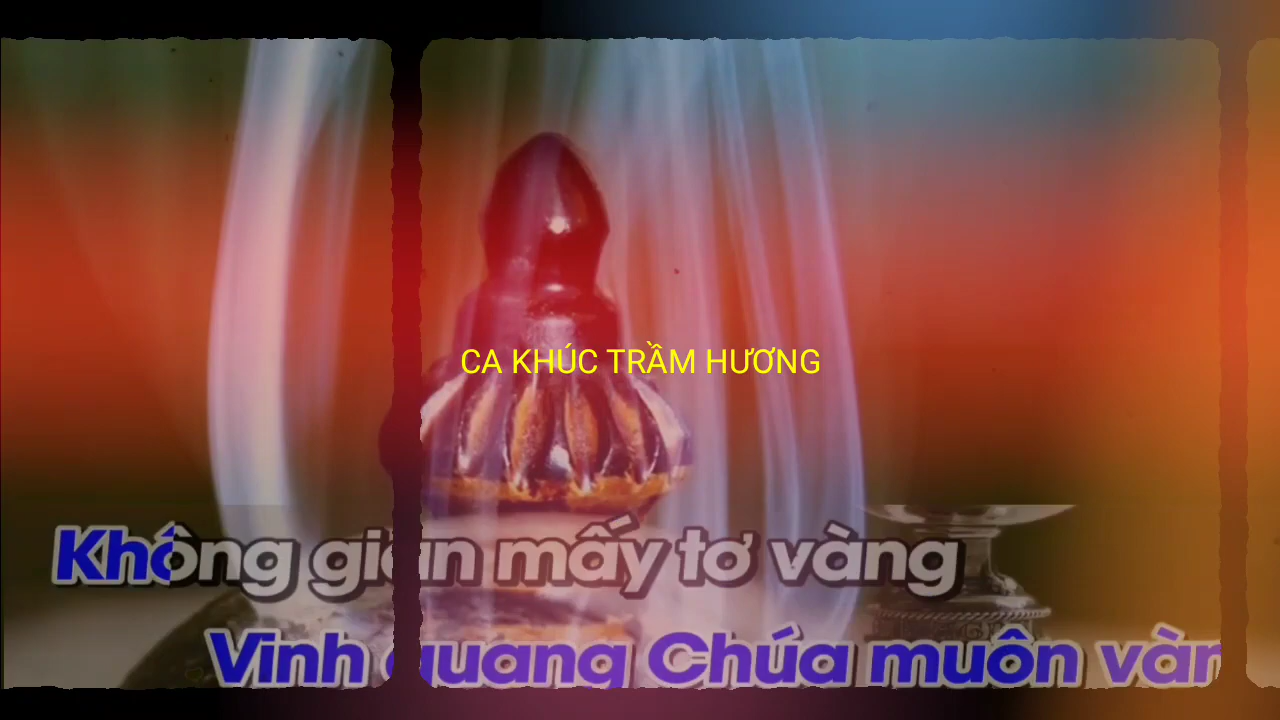 CA KHÚC TRẦM HƯƠNG
Không gian mấy tơ vàng
Vinh quang Chúa muôn vàn